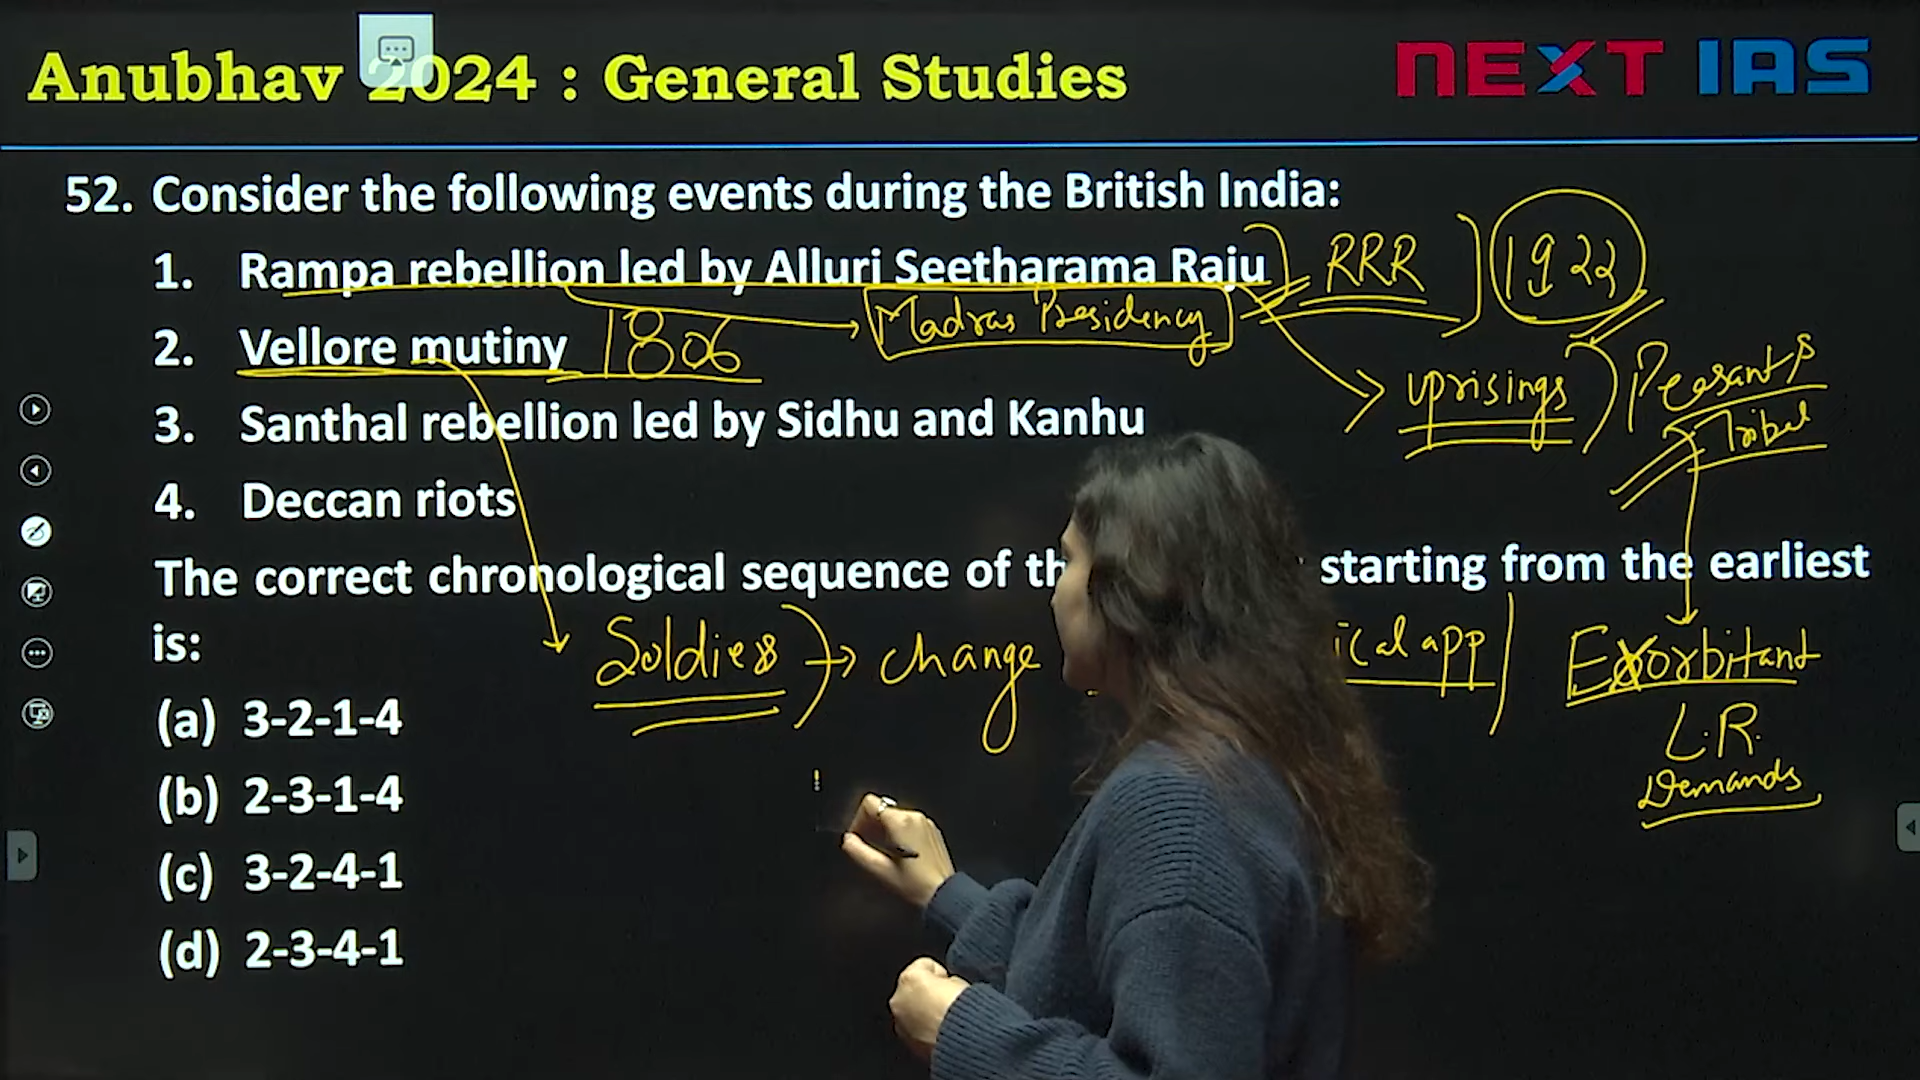 Anubhav 2024 : General Studies
NEXT IAS
52. Consider the following events during the British India:
1. Rampa rebellion led by Alluri Seetharama Raju
RRR
1922
Madras Presidency
2. Vellore mutiny
1806
uprisings
Peasants
Tribal
3. Santhal rebellion led by Sidhu and Kanhu
4. Deccan riots
The correct chronological sequence of starting from the earliest
is:
Soldiers → change
app
Exorbitant
L.R.
Demands
(a) 3-2-1-4
(b) 2-3-1-4
(c) 3-2-4-1
(d) 2-3-4-1